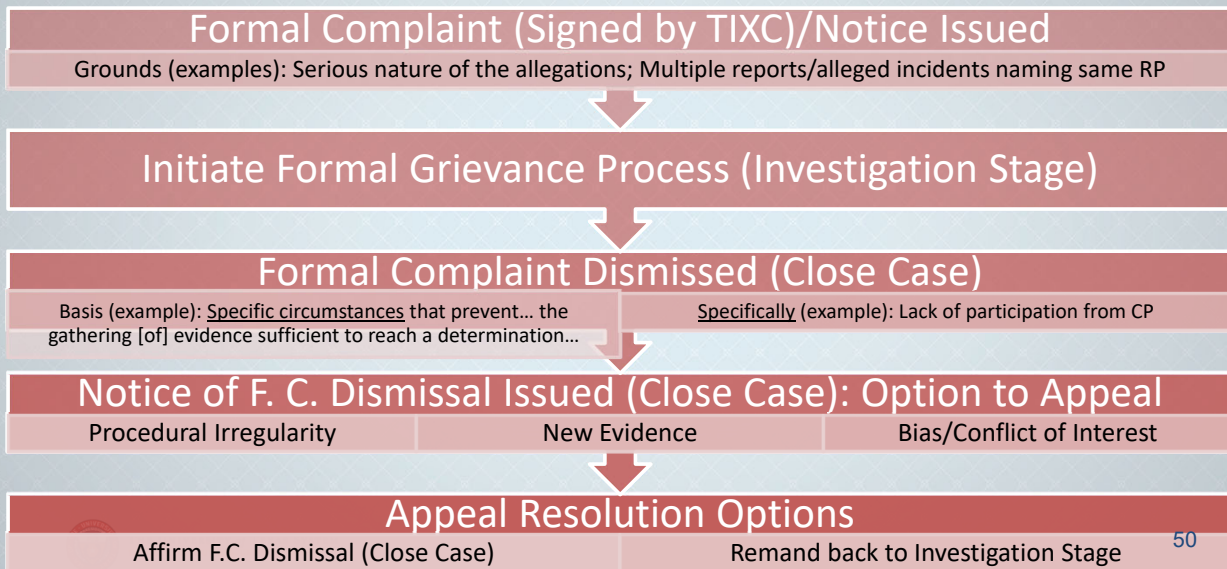 Formal Complaint (Signed by TIXC)/Notice Issued
Grounds (examples): Serious nature of the allegations; Multiple reports/alleged incidents naming same RP
Initiate Formal Grievance Process (Investigation Stage)
Formal Complaint Dismissed (Close Case)
Basis (example): Specific circumstances that prevent... the
gathering [of] evidence sufficient to reach a determination...
Specifically (example): Lack of participation from CP
Notice of F. C. Dismissal Issued (Close Case): Option to Appeal
Procedural Irregularity
New Evidence
Bias/Conflict of Interest
Appeal Resolution Options
Affirm F.C. Dismissal (Close Case)
Remand back to Investigation Stage
50